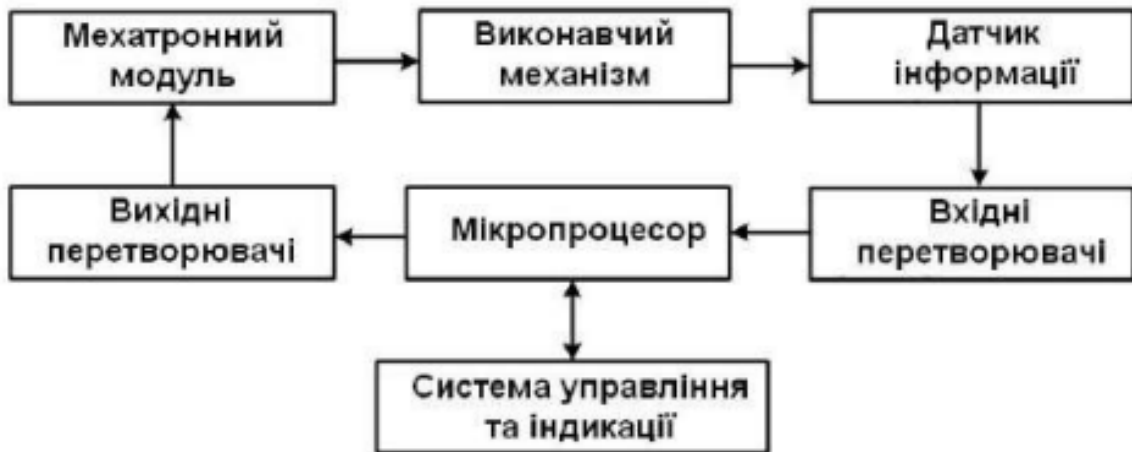 Мехатронний
модуль
Виконавчий
механізм
Датчик
інформації
Вихідні
перетворювачі
Мікропроцесор
Вхідні
перетворювачі
Система управління
та індикації